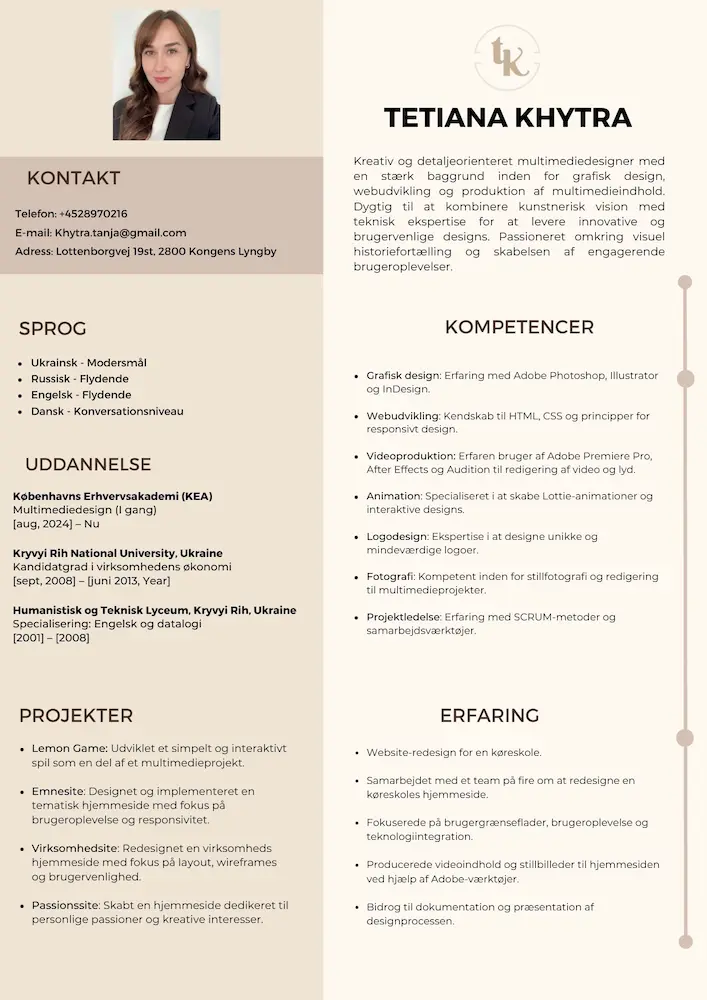 KONTAKT
Telefon: +4528970216
E-mail: Khytra.tanja@gmail.com
Adress: Lottenborgvej 19st, 2800 Kongens Lyngby
SPROG
• Ukrainsk - Modersmål
• Russisk - Flydende
• Engelsk - Flydende
• Dansk - Konversationsniveau
UDDANNELSE
Københavns Erhvervsakademi (KEA)
Multimediedesign (I gang)
[aug, 2024] – Nu
Kryvyi Rih National University, Ukraine
Kandidatgrad i virksomhedens økonomi
[sept, 2008] – [juni 2013, Year]
Humanistisk og Teknisk Lyceum, Kryvyi Rih, Ukraine
Specialisering: Engelsk og datalogi
[2001] – [2008]
PROJEKTER
• Lemon Game: Udviklet et simpelt og interaktivt
spil som en del af et multimedieprojekt.
• Emnesite: Designet og implementeret en
tematisk hjemmeside med fokus på
brugeroplevelse og responsivitet.
• Virksomhedsite: Redesignet en virksomheds
hjemmeside med fokus på layout, wireframes
og brugervenlighed.
• Passionssite: Skabt en hjemmeside dedikeret til
personlige passioner og kreative interesser.
tk
TETIANA KHYTRA
Kreativ og detaljeorienteret multimediedesigner med
en stærk baggrund inden for grafisk design,
webudvikling og produktion af multimedieindhold.
Dygtig til at kombinere kunstnerisk vision med
teknisk ekspertise for at levere innovative og
brugervenlige designs. Passioneret omkring visuel
historiefortælling og skabelsen af engagerende
brugeroplevelser.
KOMPETENCER
• Grafisk design: Erfaring med Adobe Photoshop, Illustrator
og InDesign.
• Webudvikling: Kendskab til HTML, CSS og principper for
responsivt design.
• Videoproduktion: Erfaren bruger af Adobe Premiere Pro,
After Effects og Audition til redigering af video og lyd.
• Animation: Specialiseret i at skabe Lottie-animationer og
interaktive designs.
• Logodesign: Ekspertise i at designe unikke og
mindeværdige logoer.
• Fotografi: Kompetent inden for stillfotografi og redigering
til multimedieprojekter.
• Projektledelse: Erfaring med SCRUM-metoder og
samarbejdsværktøjer.
ERFARING
• Website-redesign for en køreskole.
• Samarbejdet med et team på fire om at redesigne en
køreskoles hjemmeside.
• Fokuserede på brugergrænseflader, brugeroplevelse og
teknologiintegration.
• Producerede videoindhold og stillbilleder til hjemmesiden
ved hjælp af Adobe-værktøjer.
• Bidrog til dokumentation og præsentation af
designprocessen.